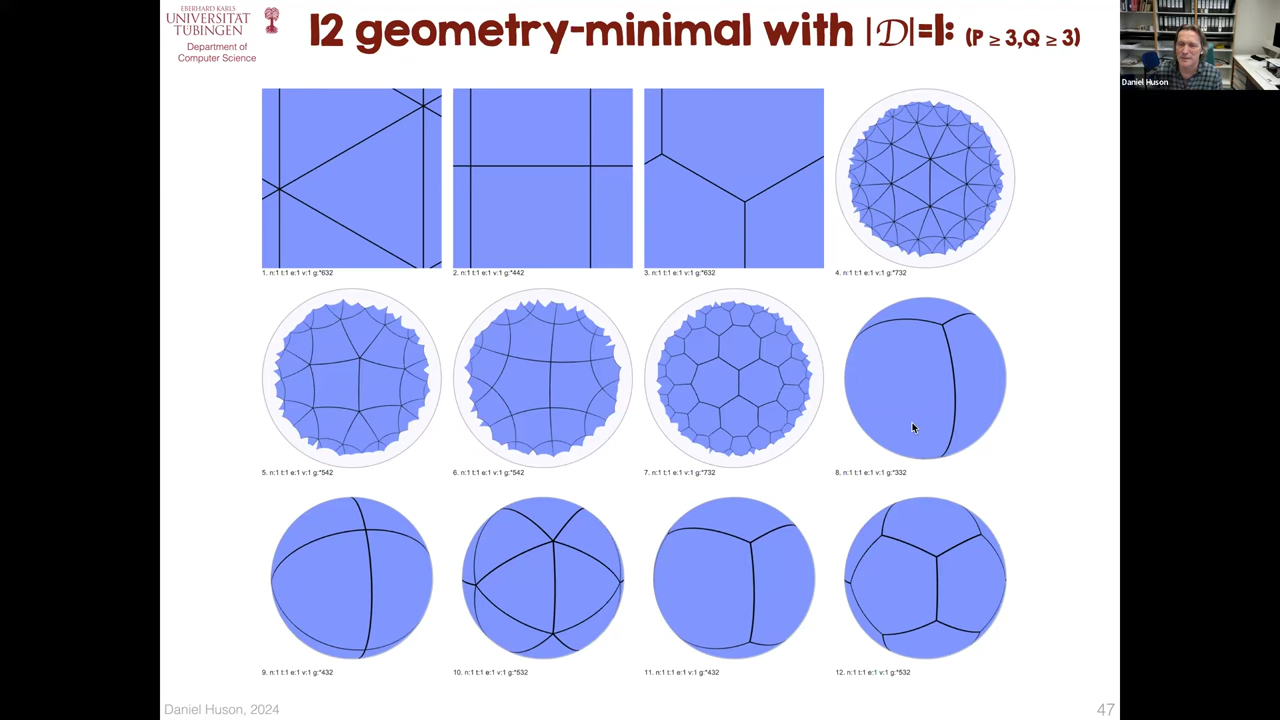 EBERHARD KARLS
UNIVERSITÄT
TÜBINGEN
Department of
Computer Science
12 geometry-minimal with |𝒟|=1: (P ≥ 3,Q ≥ 3)
Daniel Huson
1. n:1 t:1 e:1 v:1 g:*632
2. n:1 t:1 e:1 v:1 g:*442
3. n:1 t:1 e:1 v:1 g:*632
4. n:1 t:1 e:1 v:1 g:*732
5. n:1 t:1 e:1 v:1 g:*542
6. n:1 t:1 e:1 v:1 g:*542
7. n:1 t:1 e:1 v:1 g:*732
8. n:1 t:1 e:1 v:1 g:*332
9. n:1 t:1 e:1 v:1 g:*432
10. n:1 t:1 e:1 v:1 g:*532
11. n:1 t:1 e:1 v:1 g:*432
12. n:1 t:1 e:1 v:1 g:*532
Daniel Huson, 2024
47